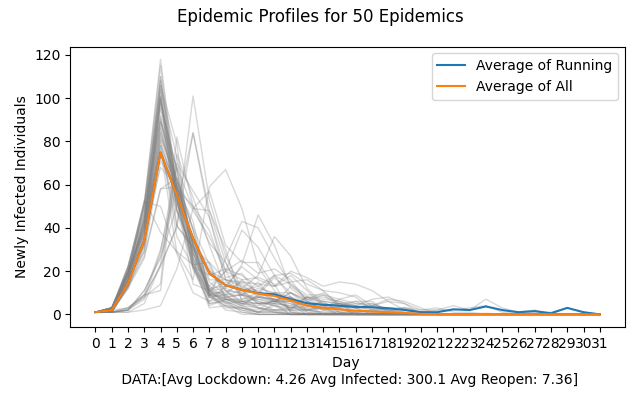 Epidemic Profiles for 50 Epidemics
Average of Running
Average of All
Newly Infected Individuals
120
100
80
60
40
20
0
0 1 2 3 4 5 6 7 8 9 10 11 12 13 14 15 16 17 18 19 20 21 22 23 24 25 26 27 28 29 30 31
Day
DATA:[Avg Lockdown: 4.26 Avg Infected: 300.1 Avg Reopen: 7.36]